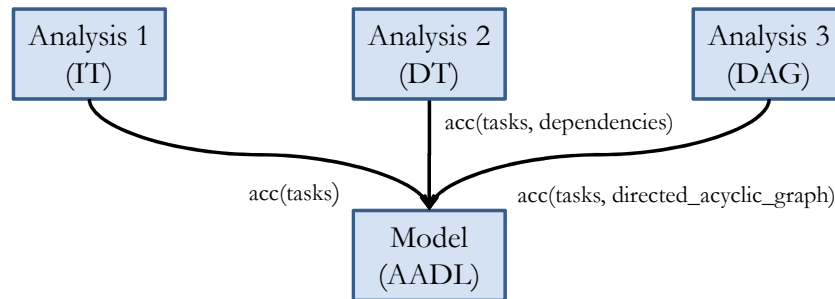 Analysis 1
(IT)
Analysis 2
(DT)
Analysis 3
(DAG)
acc(tasks, dependencies)
acc(tasks)
acc(tasks, directed_acyclic_graph)
Model
(AADL)